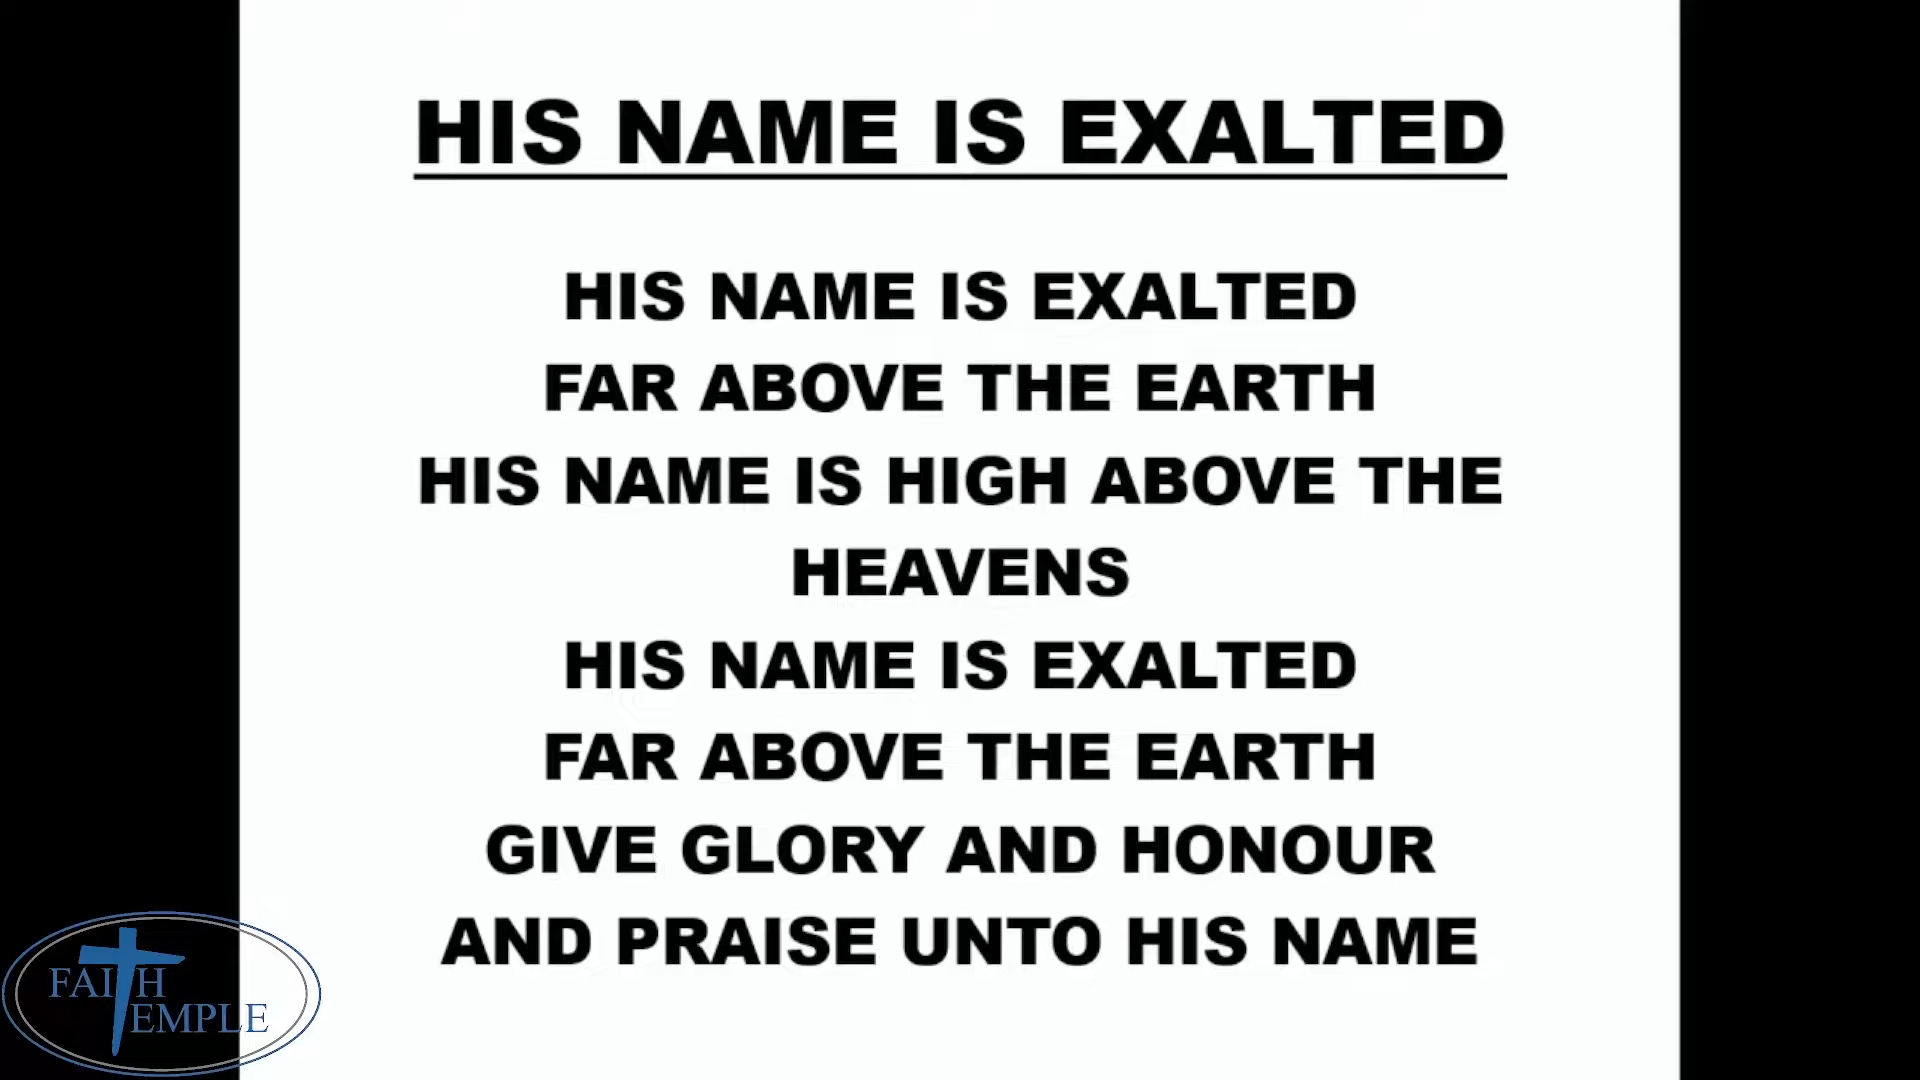 HIS NAME IS EXALTED
HIS NAME IS EXALTED
FAR ABOVE THE EARTH
HIS NAME IS HIGH ABOVE THE
HEAVENS
HIS NAME IS EXALTED
FAR ABOVE THE EARTH
GIVE GLORY AND HONOUR
AND PRAISE UNTO HIS NAME
FAITH
TEMPLE